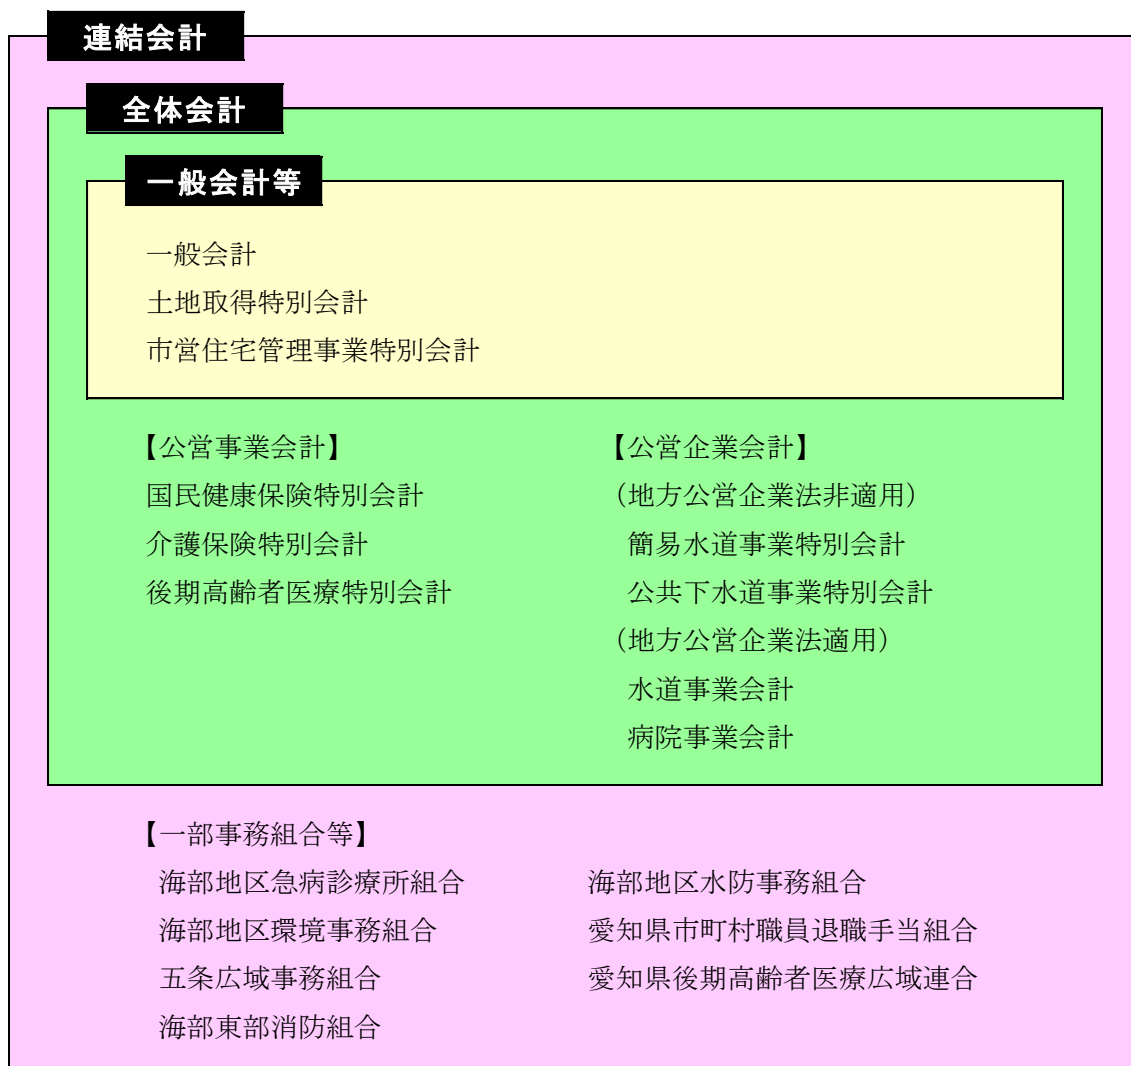 連結会計
全体会計
一般会計等
一般会計
土地取得特別会計
市営住宅管理事業特別会計
【公営事業会計】
国民健康保険特別会計
介護保険特別会計
後期高齢者医療特別会計
【公営企業会計】
（地方公営企業法非適用）
簡易水道事業特別会計
公共下水道事業特別会計
（地方公営企業法適用）
水道事業会計
病院事業会計
【一部事務組合等】
海部地区急病診療所組合
海部地区環境事務組合
五条広域事務組合
海部東部消防組合
海部地区水防事務組合
愛知県市町村職員退職手当組合
愛知県後期高齢者医療広域連合